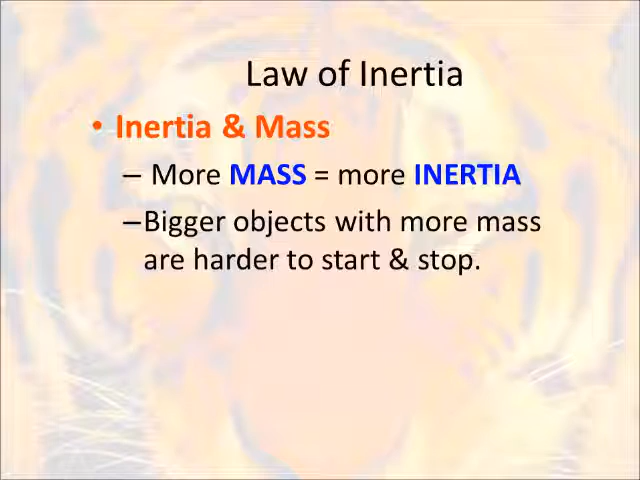 Law of Inertia
• Inertia & Mass
– More MASS = more INERTIA
–Bigger objects with more mass
are harder to start & stop.